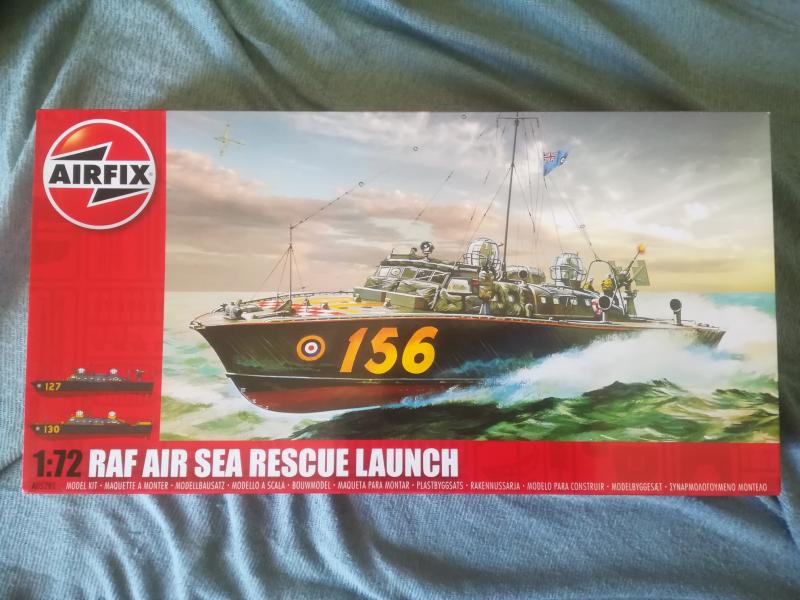 AIRFIX®
156
127
130
1:72 RAF AIR SEA RESCUE LAUNCH
A05281
MODEL KIT • MAQUETTE A MONTER • MODELLBAUSATZ • MODELLO A SCALA • BOUWMODEL • MAQUETA PARA MONTAR • PLASTBYGGSATS • RAKENNUSSARJA • MODELO PARA CONSTRUIR • MODELBYGGESÆT • ΣΥΝΑΡΜΟΛΟΓΟΥΜΕΝΟ ΜΟΝΤΕΛΟ